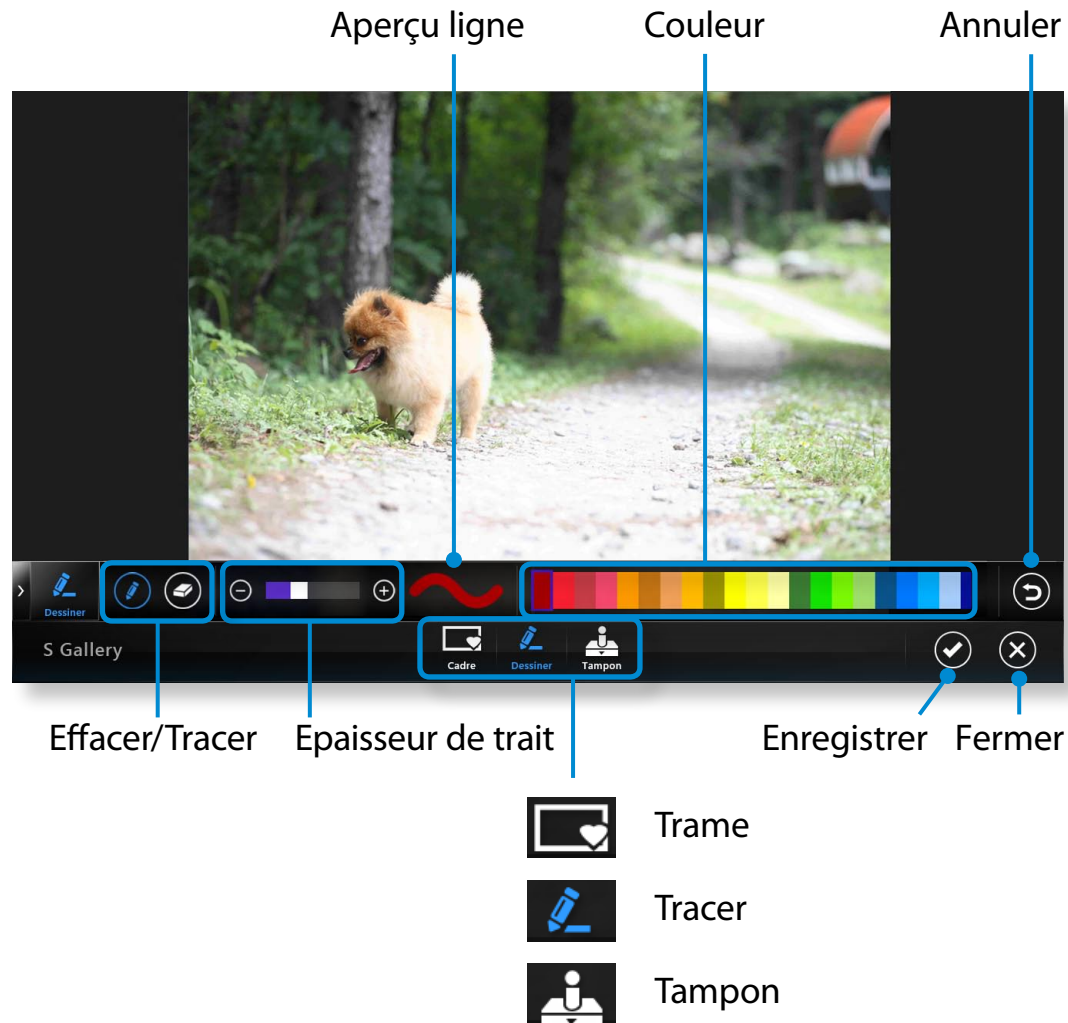 Aperçu ligne
Couleur
Annuler
Dessiner
S Gallery
Cadre
Dessiner
Tampon
Effacer/Tracer
Epaisseur de trait
Enregistrer
Fermer
Trame
Tracer
Tampon